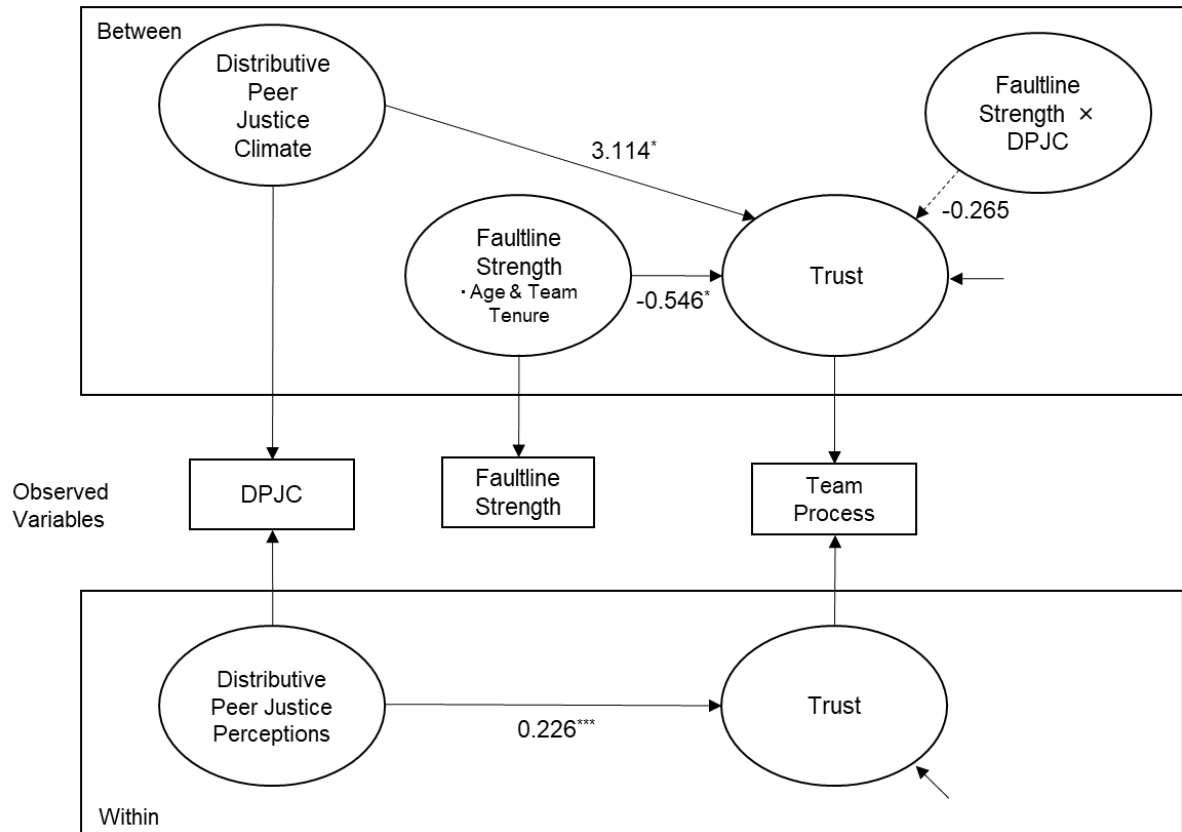 Between
Distributive
Peer
Justice
Climate
Faultline
Strength ×
DPJC
3.114*
-0.265
Faultline
Strength
・Age & Team
Tenure
-0.546*
Trust
Observed
Variables
DPJC
Faultline
Strength
Team
Process
Distributive
Peer Justice
Perceptions
0.226***
Trust
Within